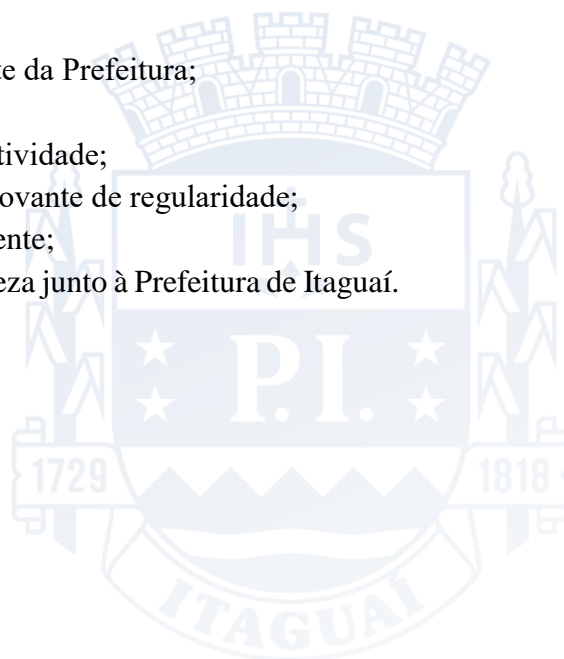 te da Prefeitura;
tividade;
ovante de regularidade;
ente;
eza junto à Prefeitura de Itaguaí.
IHS
P.I.
1729
1818
ITAGUAÍ